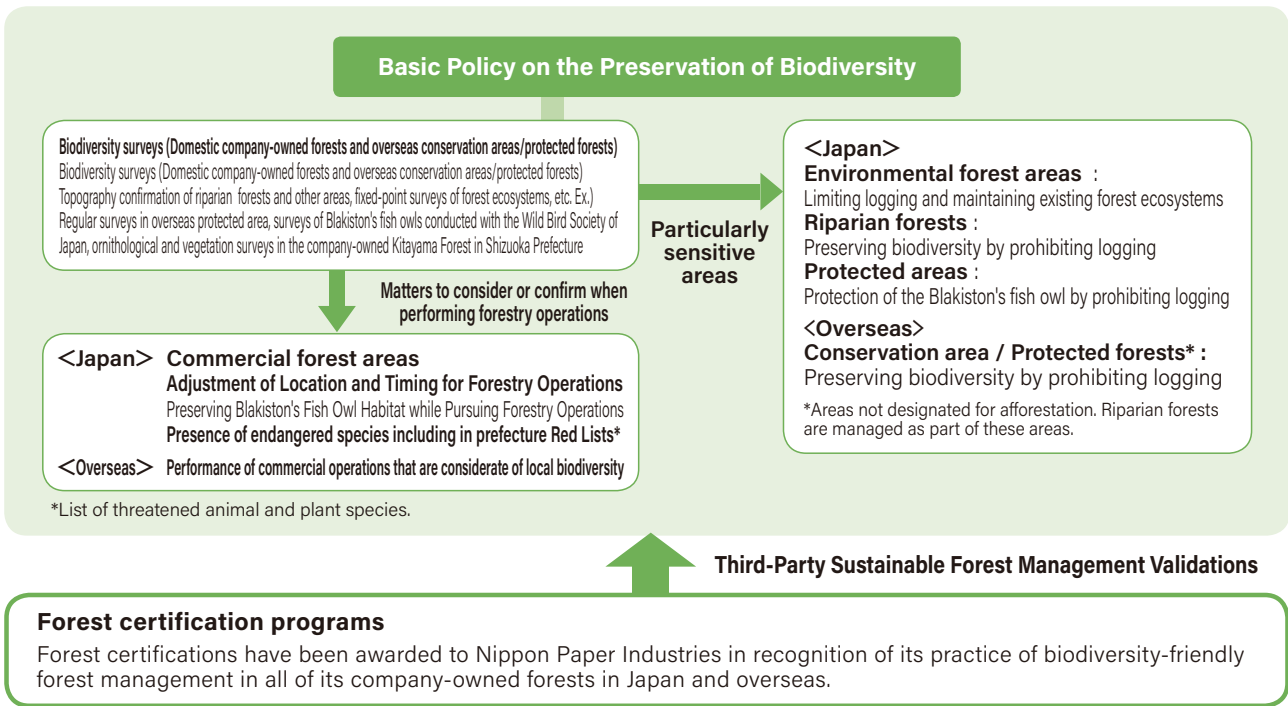 Basic Policy on the Preservation of Biodiversity
Biodiversity surveys (Domestic company-owned forests and overseas conservation areas/protected forests)
Biodiversity surveys (Domestic company-owned forests and overseas conservation areas/protected forests)
Topography confirmation of riparian forests and other areas, fixed-point surveys of forest ecosystems, etc. Ex.)
Regular surveys in overseas protected area, surveys of Blakiston's fish owls conducted with the Wild Bird Society of
Japan, ornithological and vegetation surveys in the company-owned Kitayama Forest in Shizuoka Prefecture
Particularly
sensitive
areas
<Japan>
Environmental forest areas :
Limiting logging and maintaining existing forest ecosystems
Riparian forests :
Preserving biodiversity by prohibiting logging
Protected areas :
Protection of the Blakiston's fish owl by prohibiting logging
<Overseas>
Conservation area / Protected forests* :
Preserving biodiversity by prohibiting logging
*Areas not designated for afforestation. Riparian forests
are managed as part of these areas.
Matters to consider or confirm when
performing forestry operations
<Japan> Commercial forest areas
Adjustment of Location and Timing for Forestry Operations
Preserving Blakiston's Fish Owl Habitat while Pursuing Forestry Operations
Presence of endangered species including in prefecture Red Lists*
<Overseas> Performance of commercial operations that are considerate of local biodiversity
*List of threatened animal and plant species.
Third-Party Sustainable Forest Management Validations
Forest certification programs
Forest certifications have been awarded to Nippon Paper Industries in recognition of its practice of biodiversity-friendly
forest management in all of its company-owned forests in Japan and overseas.